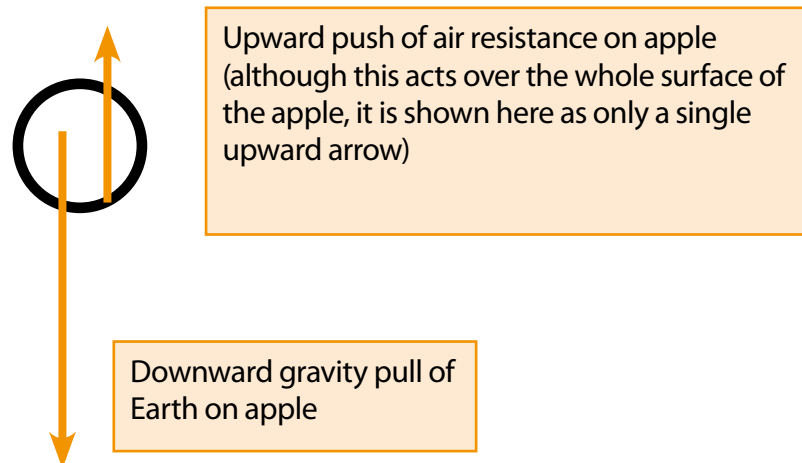 Upward push of air resistance on apple
(although this acts over the whole surface of
the apple, it is shown here as only a single
upward arrow)
Downward gravity pull of
Earth on apple